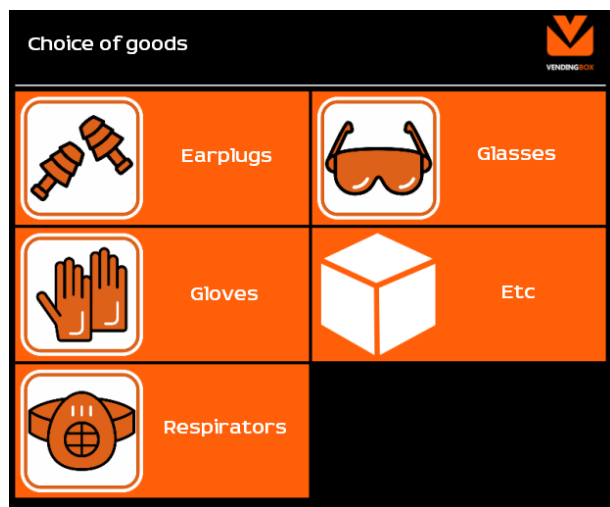 Choice of goods
VENDINGBOX
Earplugs
Glasses
Gloves
Etc
Respirators